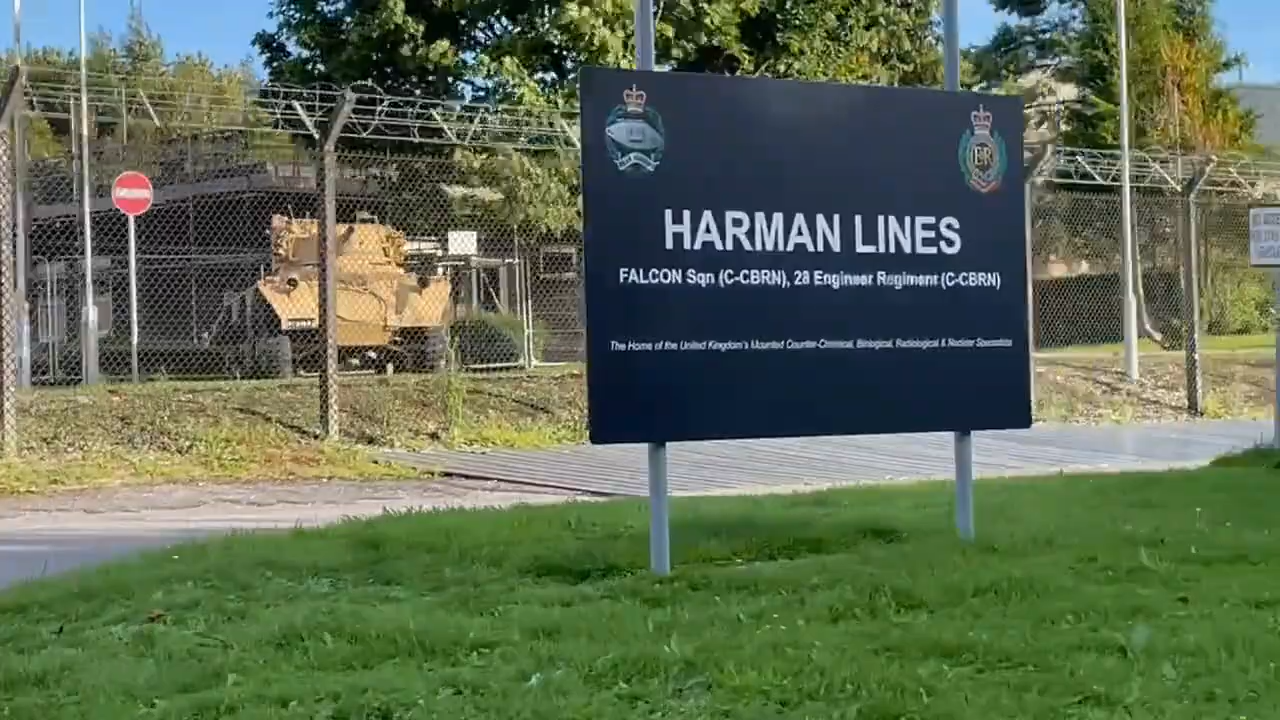 HARMAN LINES
FALCON Sqn (C-CBRN), 28 Engineer Regiment (C-CBRN)
The Home of the United Kingdom's Mounted Counter-Chemical, Biological, Radiological & Nuclear Specialists